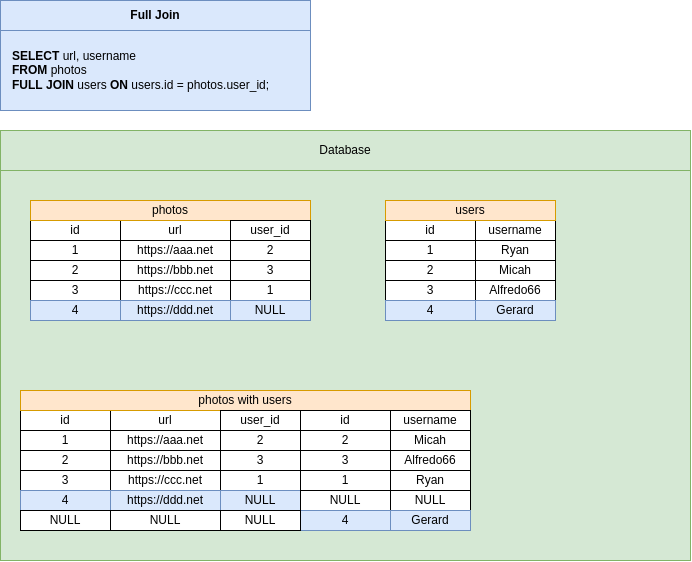 Full Join
SELECT url, username
FROM photos
FULL JOIN users ON users.id = photos.user_id;
Database
photos
id url user_id
1 https://aaa.net 2
2 https://bbb.net 3
3 https://ccc.net 1
4 https://ddd.net NULL
users
id username
1 Ryan
2 Micah
3 Alfredo66
4 Gerard
photos with users
id url user_id id username
1 https://aaa.net 2 2 Micah
2 https://bbb.net 3 3 Alfredo66
3 https://ccc.net 1 1 Ryan
4 https://ddd.net NULL NULL NULL
NULL NULL NULL 4 Gerard